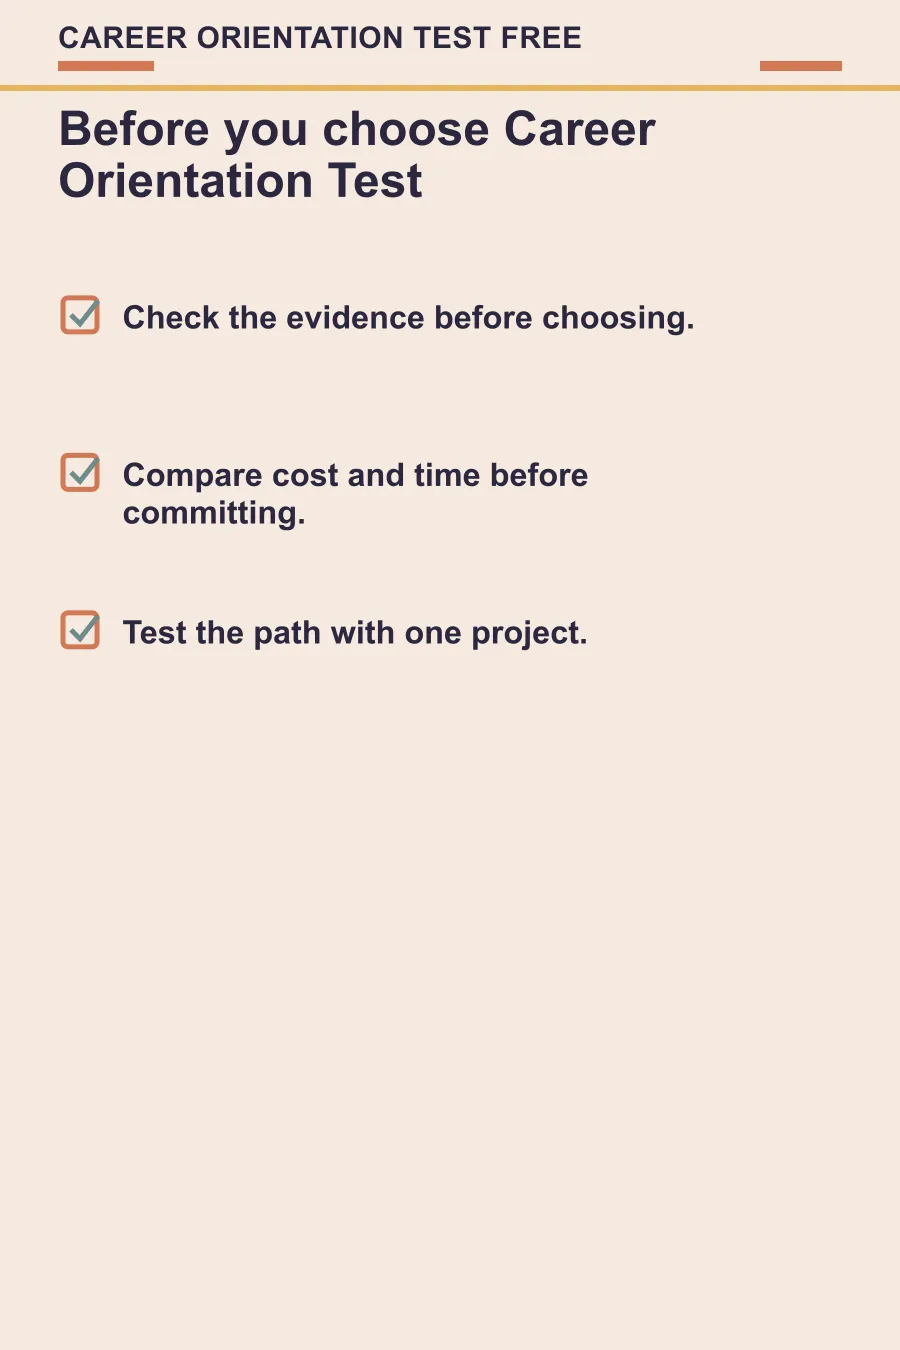 CAREER ORIENTATION TEST FREE
Before you choose Career
Orientation Test
Check the evidence before choosing.
Compare cost and time before
committing.
Test the path with one project.